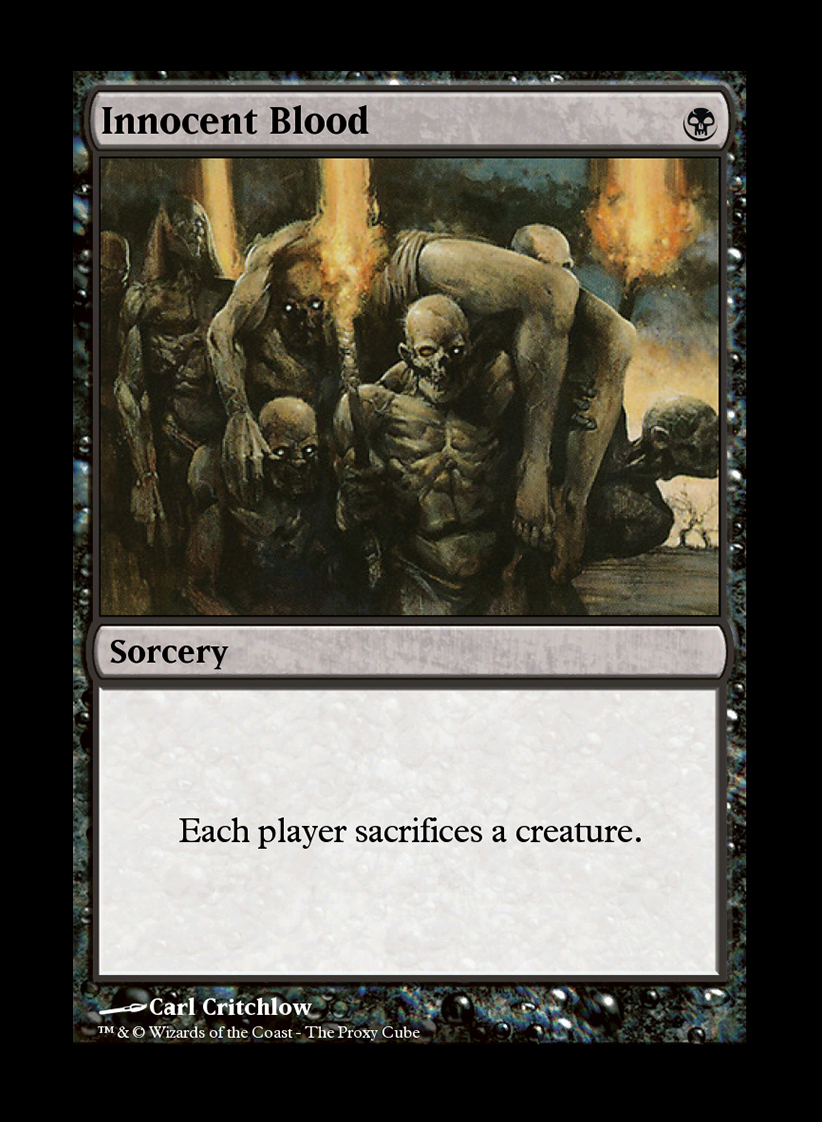 Innocent Blood
Sorcery
Each player sacrifices a creature.
Carl Critchlow
™ & © Wizards of the Coast - The Proxy Cube